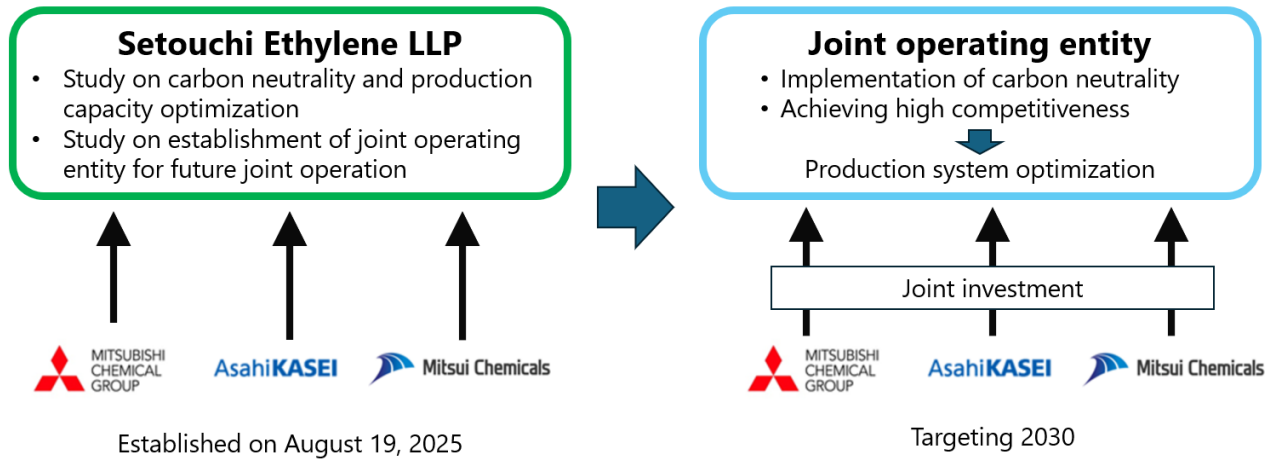 Setouchi Ethylene LLP
• Study on carbon neutrality and production
capacity optimization
• Study on establishment of joint operating
entity for future joint operation
MITSUBISHI
CHEMICAL
GROUP
AsahiKASEI
Mitsui Chemicals
Established on August 19, 2025
Joint operating entity
• Implementation of carbon neutrality
• Achieving high competitiveness
Production system optimization
Joint investment
MITSUBISHI
CHEMICAL
GROUP
AsahiKASEI
Mitsui Chemicals
Targeting 2030